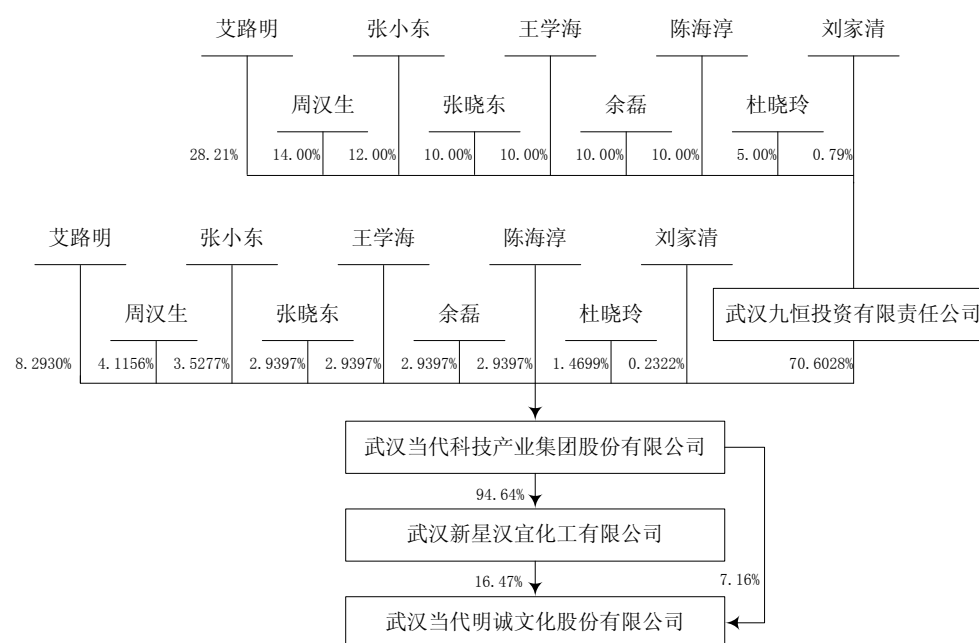 艾路明 张小东 王学海 陈海淳 刘家清
周汉生 张晓东 余磊 杜晓玲
28.21% 14.00% 12.00% 10.00% 10.00% 10.00% 10.00% 5.00% 0.79%
艾路明 张小东 王学海 陈海淳 刘家清
周汉生 张晓东 余磊 杜晓玲 武汉九恒投资有限责任公司
8.2930% 4.1156% 3.5277% 2.9397% 2.9397% 2.9397% 2.9397% 1.4699% 0.2322% 70.6028%
武汉当代科技产业集团股份有限公司
94.64%
武汉新星汉宜化工有限公司
16.47% 7.16%
武汉当代明诚文化股份有限公司